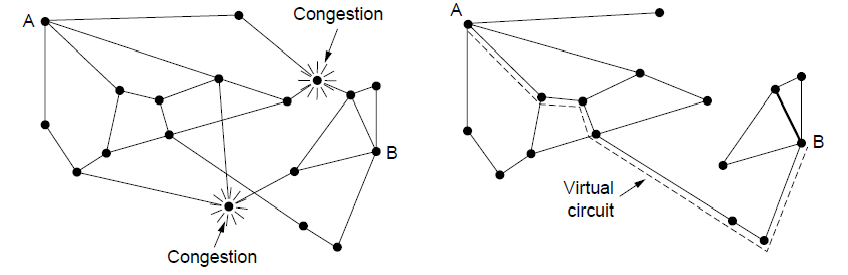 A
Congestion
B
Congestion
A
B
Virtual
circuit